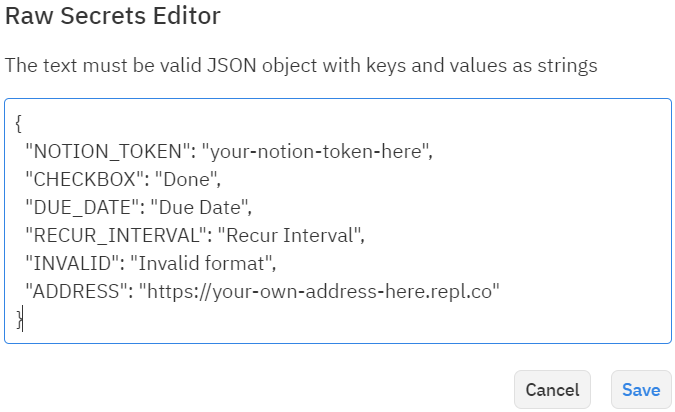 Raw Secrets Editor
The text must be valid JSON object with keys and values as strings
{
"NOTION_TOKEN": "your-notion-token-here",
"CHECKBOX": "Done",
"DUE_DATE": "Due Date",
"RECUR_INTERVAL": "Recur Interval",
"INVALID": "Invalid format",
"ADDRESS": "https://your-own-address-here.repl.co"
}
Cancel Save